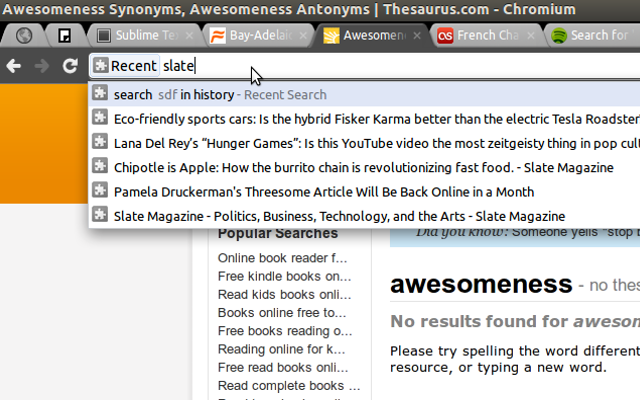 Awesomeness Synonyms, Awesomeness Antonyms | Thesaurus.com - Chromium
Sublime Te
Bay-Adelai
Awesomen
French Cha
Search for
Recent slate
search sdf in history - Recent Search
Eco-friendly sports cars: Is the hybrid Fisker Karma better than the electric Tesla Roadster
Lana Del Rey's “Hunger Games”: Is this YouTube video the most zeitgeisty thing in pop cult
Chipotle is Apple: How the burrito chain is revolutionizing fast food. - Slate Magazine
Pamela Druckerman's Threesome Article Will Be Back Online in a Month
Slate Magazine - Politics, Business, Technology, and the Arts - Slate Magazine
Popular Searches
Online book reader f...
Free kindle books on...
Read kids books onli...
Books online free to...
Free books reading o...
Reading online for k...
Free read books onli...
Read complete books ...
Did you know: Someone yells "stop t
awesomeness - no thes
No results found for awesom
Please try spelling the word different
resource, or typing a new word.